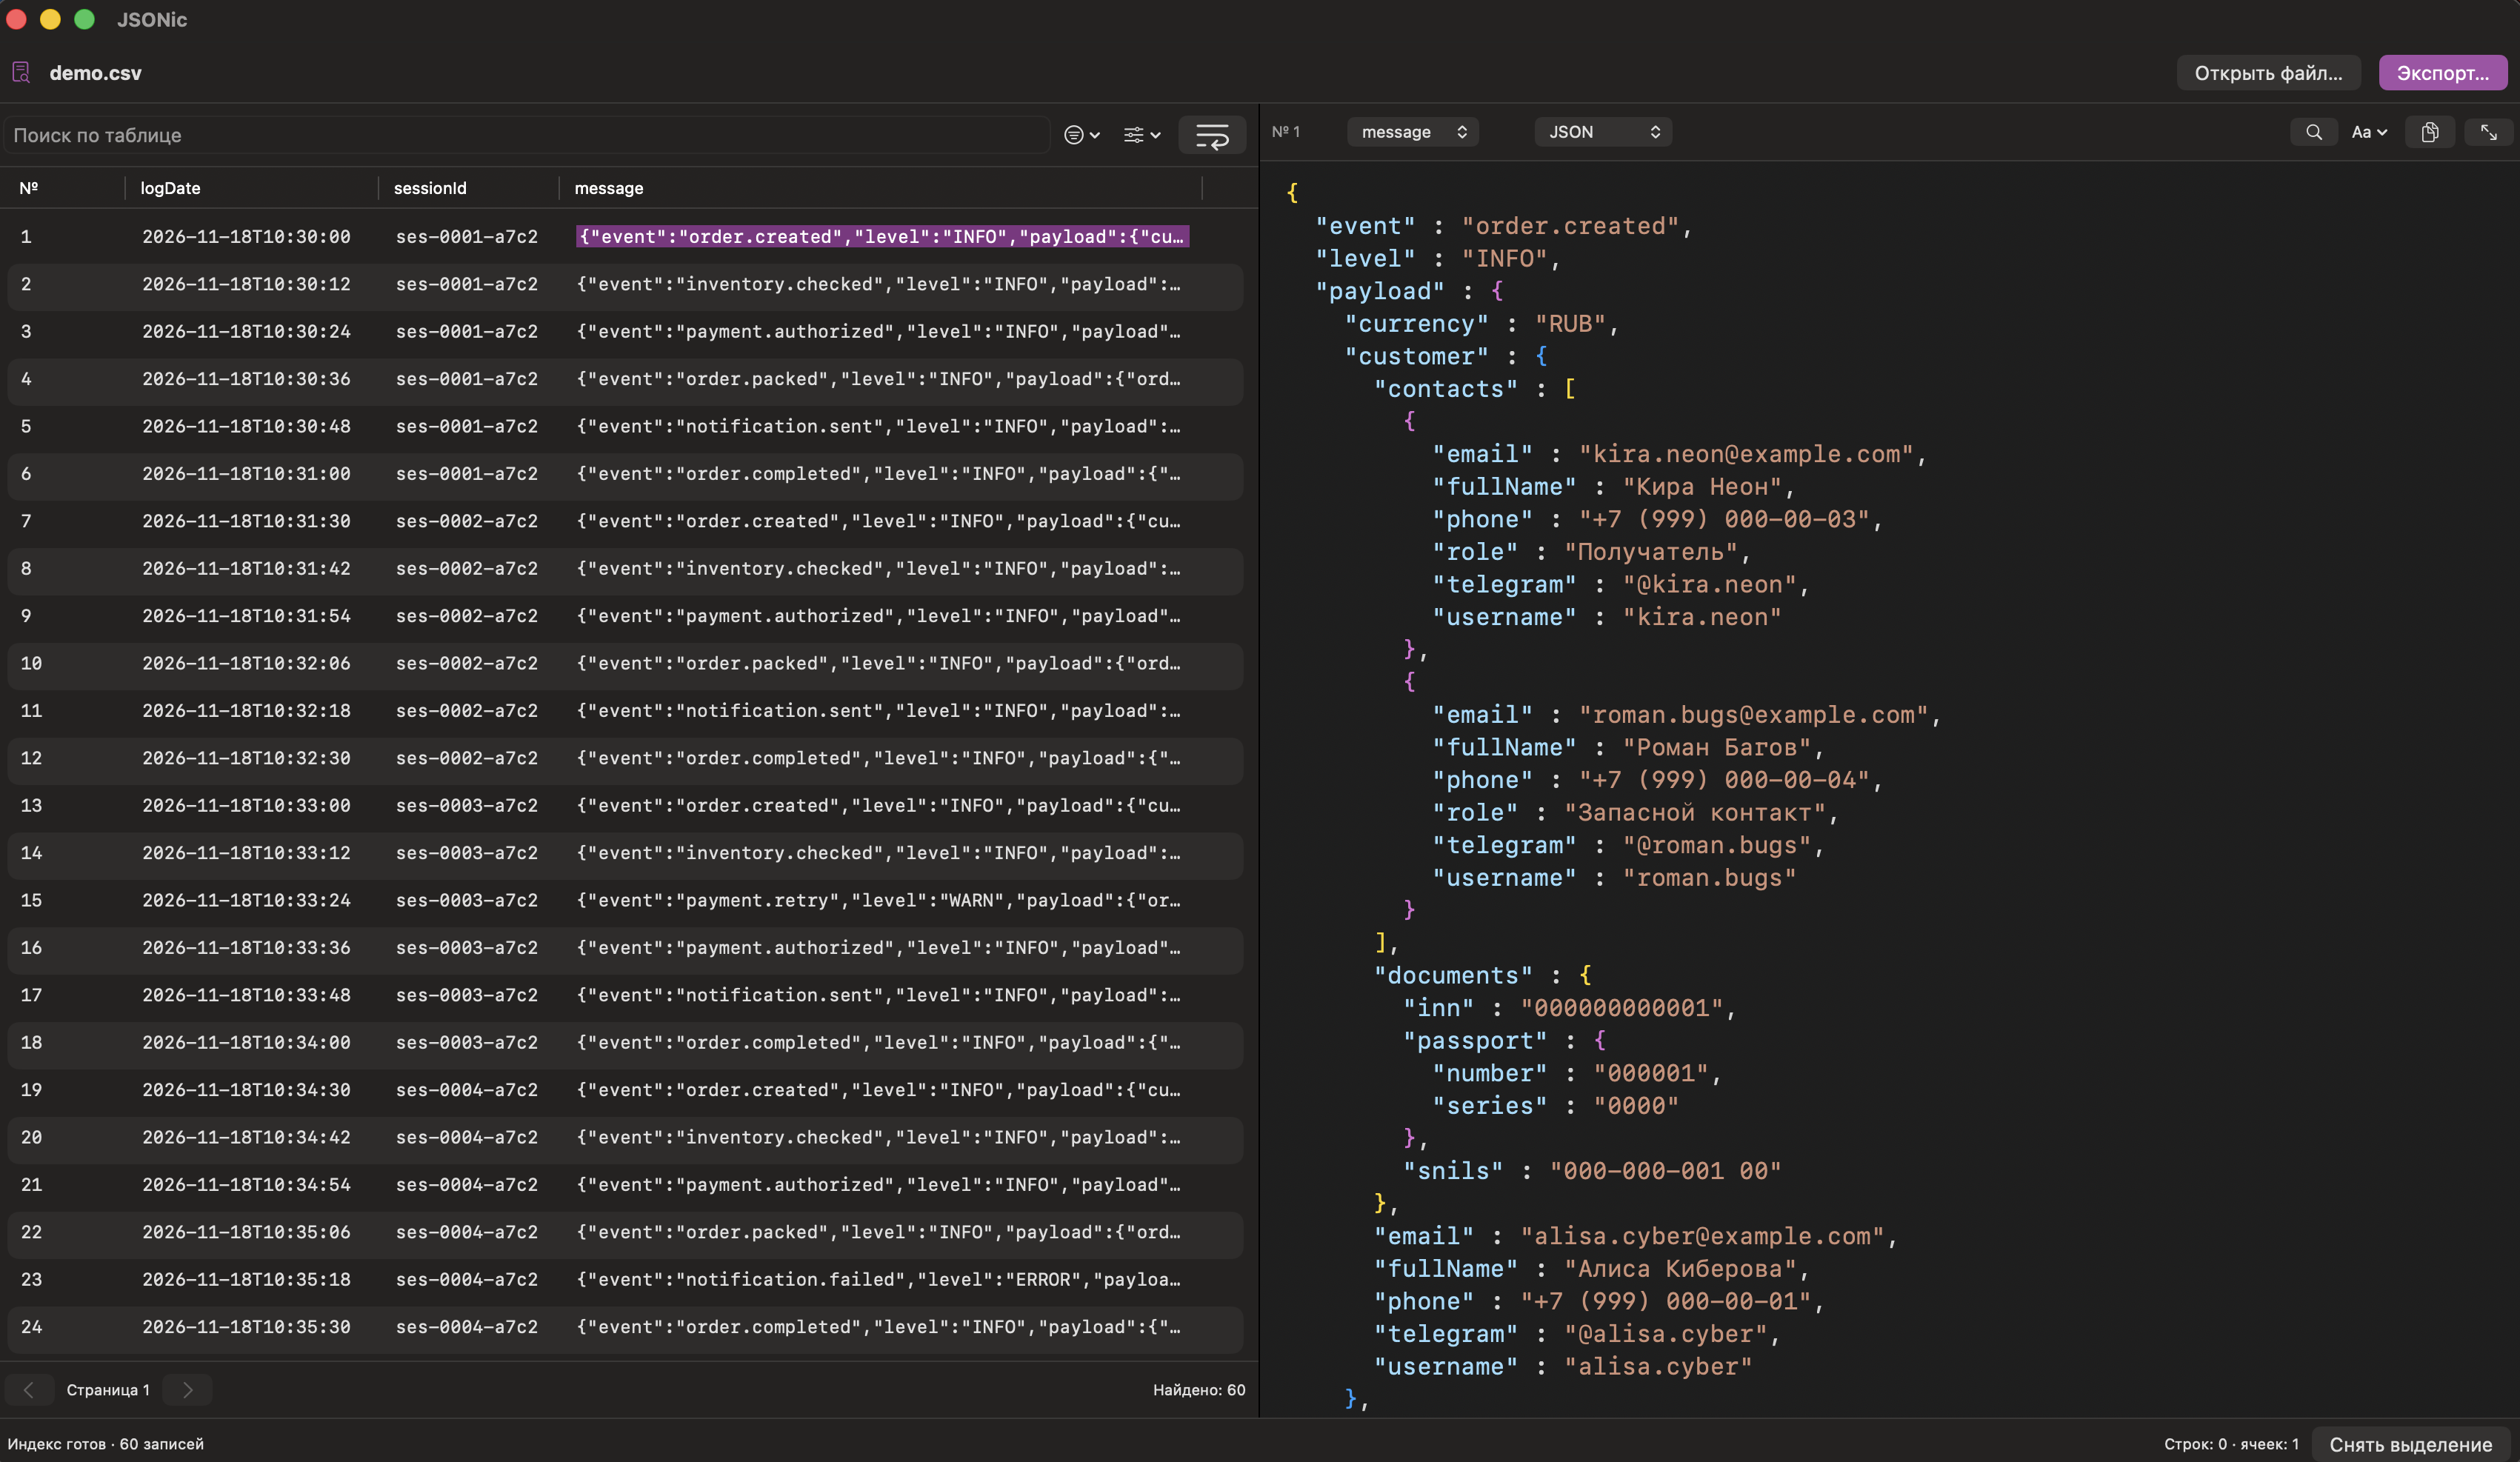 JSONic
demo.csv
Открыть файл...
Экспорт...
Поиск по таблице
№ logDate sessionId message
1 2026-11-18T10:30:00 ses-0001-a7c2 {"event":"order.created","level":"INFO","payload":{"cu…
2 2026-11-18T10:30:12 ses-0001-a7c2 {"event":"inventory.checked","level":"INFO","payload":…
3 2026-11-18T10:30:24 ses-0001-a7c2 {"event":"payment.authorized","level":"INFO","payload"…
4 2026-11-18T10:30:36 ses-0001-a7c2 {"event":"order.packed","level":"INFO","payload":{"ord…
5 2026-11-18T10:30:48 ses-0001-a7c2 {"event":"notification.sent","level":"INFO","payload":…
6 2026-11-18T10:31:00 ses-0001-a7c2 {"event":"order.completed","level":"INFO","payload":{"…
7 2026-11-18T10:31:30 ses-0002-a7c2 {"event":"order.created","level":"INFO","payload":{"cu…
8 2026-11-18T10:31:42 ses-0002-a7c2 {"event":"inventory.checked","level":"INFO","payload":…
9 2026-11-18T10:31:54 ses-0002-a7c2 {"event":"payment.authorized","level":"INFO","payload"…
10 2026-11-18T10:32:06 ses-0002-a7c2 {"event":"order.packed","level":"INFO","payload":{"ord…
11 2026-11-18T10:32:18 ses-0002-a7c2 {"event":"notification.sent","level":"INFO","payload":…
12 2026-11-18T10:32:30 ses-0002-a7c2 {"event":"order.completed","level":"INFO","payload":{"…
13 2026-11-18T10:33:00 ses-0003-a7c2 {"event":"order.created","level":"INFO","payload":{"cu…
14 2026-11-18T10:33:12 ses-0003-a7c2 {"event":"inventory.checked","level":"INFO","payload":…
15 2026-11-18T10:33:24 ses-0003-a7c2 {"event":"payment.retry","level":"WARN","payload":{"or…
16 2026-11-18T10:33:36 ses-0003-a7c2 {"event":"payment.authorized","level":"INFO","payload"…
17 2026-11-18T10:33:48 ses-0003-a7c2 {"event":"notification.sent","level":"INFO","payload":…
18 2026-11-18T10:34:00 ses-0003-a7c2 {"event":"order.completed","level":"INFO","payload":{"…
19 2026-11-18T10:34:30 ses-0004-a7c2 {"event":"order.created","level":"INFO","payload":{"cu…
20 2026-11-18T10:34:42 ses-0004-a7c2 {"event":"inventory.checked","level":"INFO","payload":…
21 2026-11-18T10:34:54 ses-0004-a7c2 {"event":"payment.authorized","level":"INFO","payload"…
22 2026-11-18T10:35:06 ses-0004-a7c2 {"event":"order.packed","level":"INFO","payload":{"ord…
23 2026-11-18T10:35:18 ses-0004-a7c2 {"event":"notification.failed","level":"ERROR","payloa…
24 2026-11-18T10:35:30 ses-0004-a7c2 {"event":"order.completed","level":"INFO","payload":{"…
Страница 1
Найдено: 60
№ 1 message JSON Aa
{
"event" : "order.created",
"level" : "INFO",
"payload" : {
"currency" : "RUB",
"customer" : {
"contacts" : [
{
"email" : "kira.neon@example.com",
"fullName" : "Кира Неон",
"phone" : "+7 (999) 000-00-03",
"role" : "Получатель",
"telegram" : "@kira.neon",
"username" : "kira.neon"
},
{
"email" : "roman.bugs@example.com",
"fullName" : "Роман Багов",
"phone" : "+7 (999) 000-00-04",
"role" : "Запасной контакт",
"telegram" : "@roman.bugs",
"username" : "roman.bugs"
}
],
"documents" : {
"inn" : "000000000001",
"passport" : {
"number" : "000001",
"series" : "0000"
},
"snils" : "000-000-001 00"
},
"email" : "alisa.cyber@example.com",
"fullName" : "Алиса Киберова",
"phone" : "+7 (999) 000-00-01",
"telegram" : "@alisa.cyber",
"username" : "alisa.cyber"
},
Индекс готов · 60 записей
Строк: 0 · ячеек: 1
Снять выделение